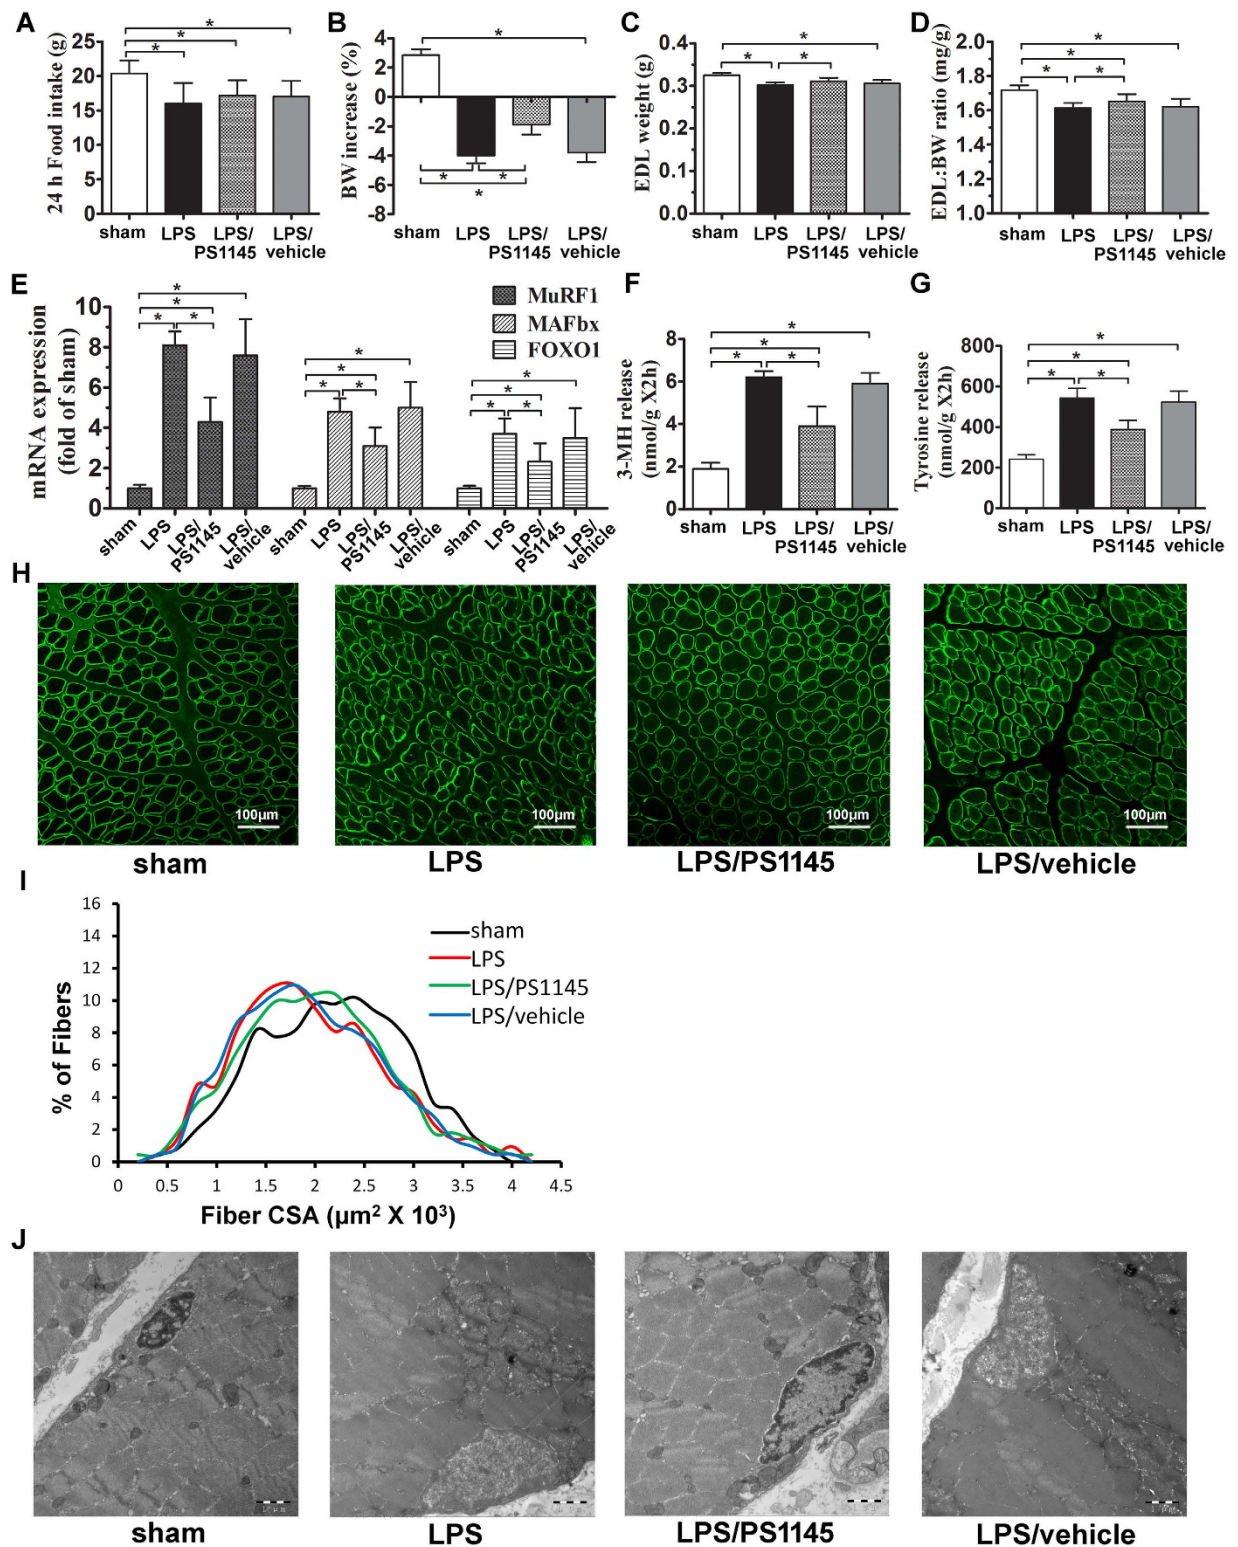 A
24 h Food intake (g)
25
20
15
10
5
0
*
*
*
sham
LPS
LPS/
PS1145
LPS/
vehicle
B
BW increase (%)
4
2
0
-2
-4
-6
-8
*
*
*
*
sham
LPS
LPS/
PS1145
LPS/
vehicle
C
EDL weight (g)
0.4
0.3
0.2
0.1
0.0
*
*
*
sham
LPS
LPS/
PS1145
LPS/
vehicle
D
EDL:BW ratio (mg/g)
2.0
1.8
1.6
1.4
1.2
1.0
*
*
*
*
sham
LPS
LPS/
PS1145
LPS/
vehicle
E
mRNA expression
(fold of sham)
10
8
6
4
2
0
*
*
*
*
*
*
*
*
*
*
*
*
MuRF1
MAFbx
FOXO1
sham
LPS
LPS/
PS1145
LPS/
vehicle
sham
LPS
LPS/
PS1145
LPS/
vehicle
sham
LPS
LPS/
PS1145
LPS/
vehicle
F
3-MH release
(nmol/g X2h)
8
6
4
2
0
*
*
*
*
sham
LPS
LPS/
PS1145
LPS/
vehicle
G
Tyrosine release
(nmol/g X2h)
800
600
400
200
0
*
*
*
*
sham
LPS
LPS/
PS1145
LPS/
vehicle
H
100μm
100μm
100μm
100μm
sham
LPS
LPS/PS1145
LPS/vehicle
I
% of Fibers
16
14
12
10
8
6
4
2
0
sham
LPS
LPS/PS1145
LPS/vehicle
0 0.5 1 1.5 2 2.5 3 3.5 4 4.5
Fiber CSA (μm² X 10³)
J
sham
LPS
LPS/PS1145
LPS/vehicle